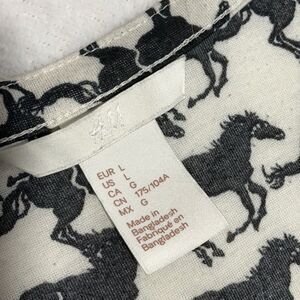 H&M
EUR L
US L
CA G
CN 175/104A
MX G
Made in
Bangladesh
Fabriqué en
Bangladesh